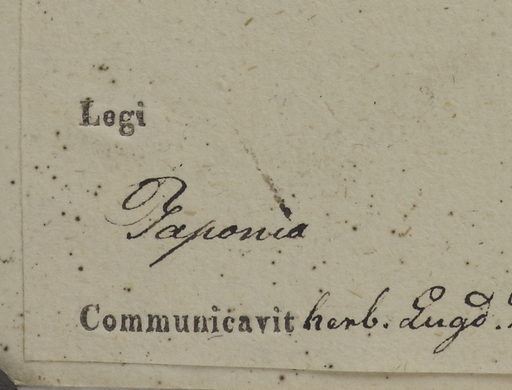 Legi
Japonia
Communicavit herb. Lugd.